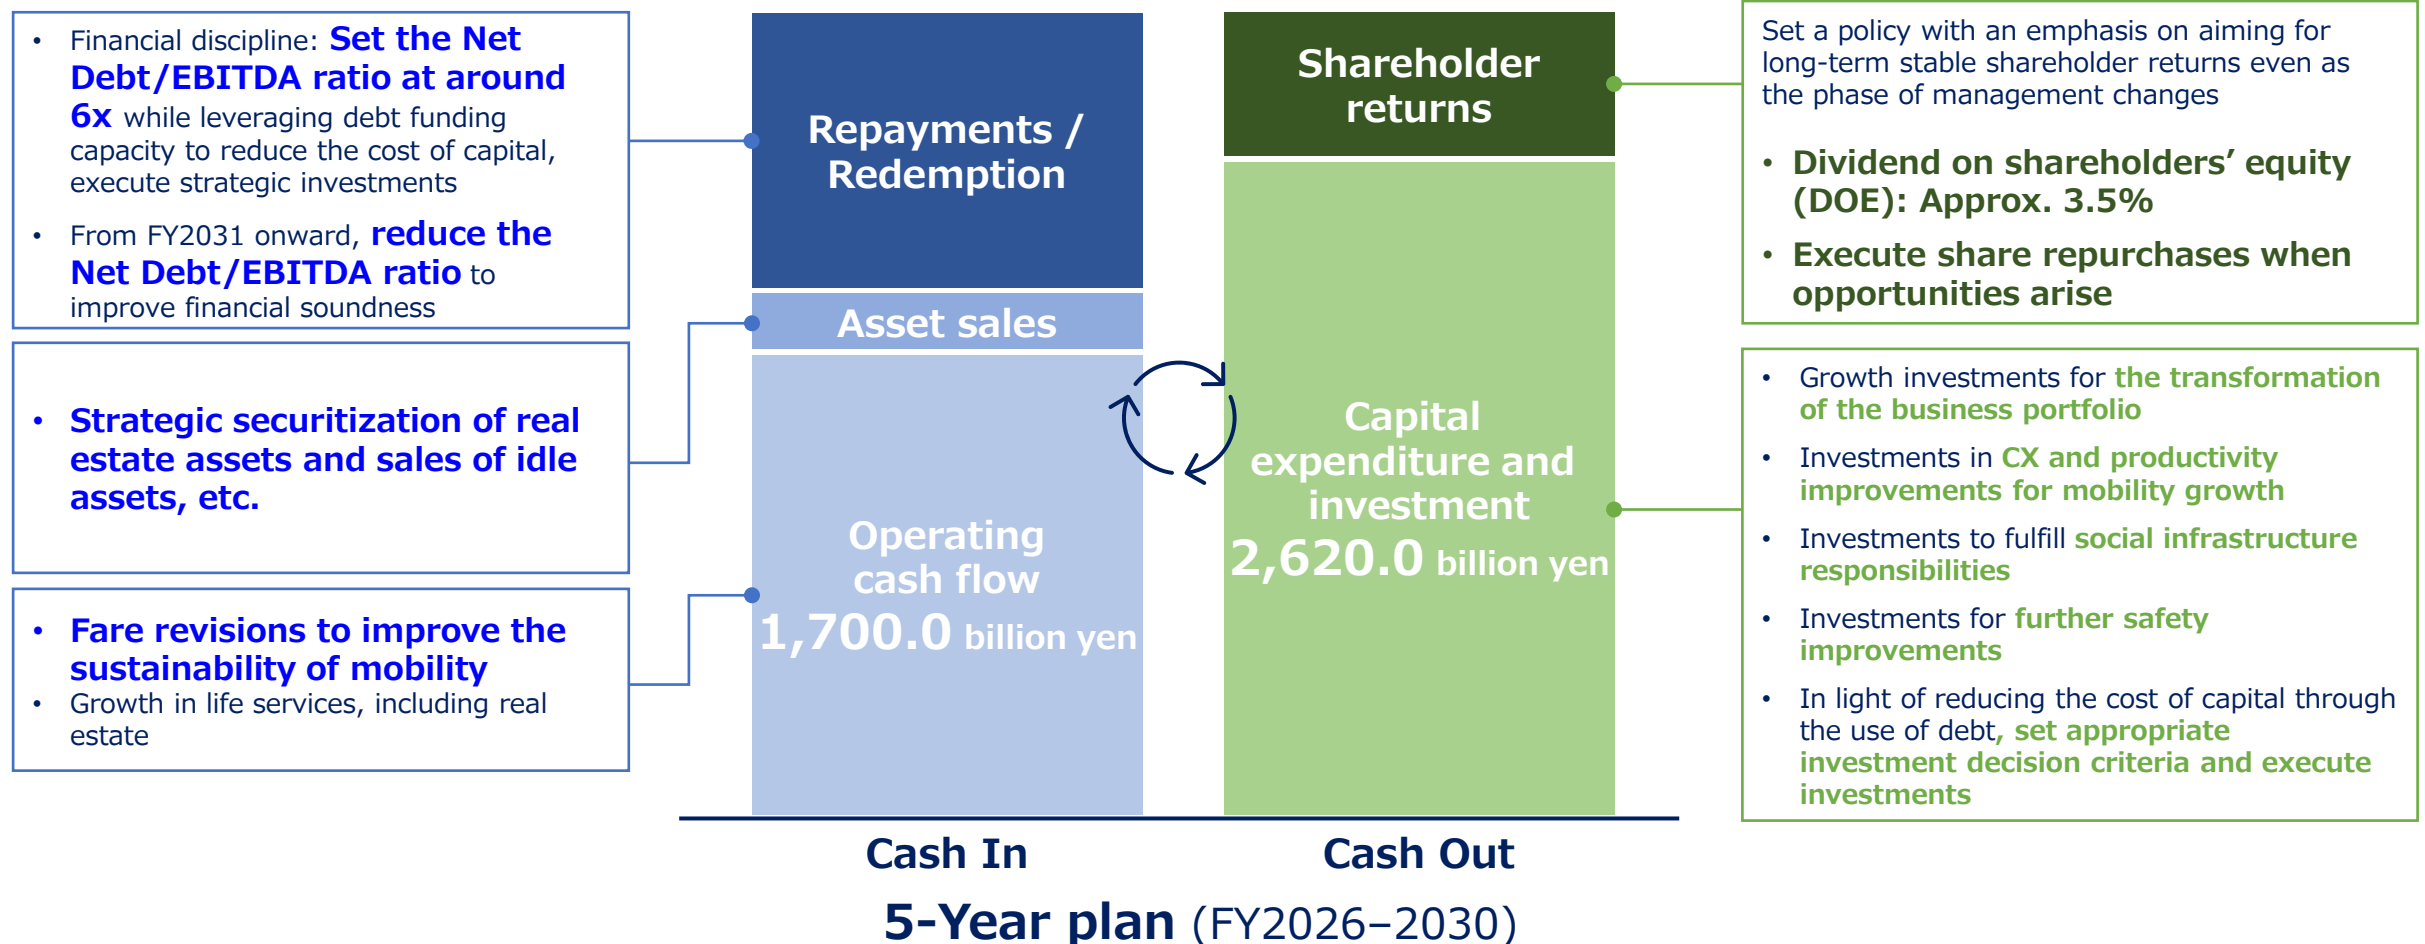 • Financial discipline: Set the Net
Debt/EBITDA ratio at around
6x while leveraging debt funding
capacity to reduce the cost of capital,
execute strategic investments
• From FY2031 onward, reduce the
Net Debt/EBITDA ratio to
improve financial soundness
• Strategic securitization of real
estate assets and sales of idle
assets, etc.
• Fare revisions to improve the
sustainability of mobility
• Growth in life services, including real
estate
Repayments /
Redemption
Asset sales
Operating
cash flow
1,700.0 billion yen
Shareholder
returns
Capital
expenditure and
investment
2,620.0 billion yen
Set a policy with an emphasis on aiming for
long-term stable shareholder returns even as
the phase of management changes
• Dividend on shareholders’ equity
(DOE): Approx. 3.5%
• Execute share repurchases when
opportunities arise
• Growth investments for the transformation
of the business portfolio
• Investments in CX and productivity
improvements for mobility growth
• Investments to fulfill social infrastructure
responsibilities
• Investments for further safety
improvements
• In light of reducing the cost of capital through
the use of debt, set appropriate
investment decision criteria and execute
investments
Cash In
Cash Out
5-Year plan (FY2026–2030)